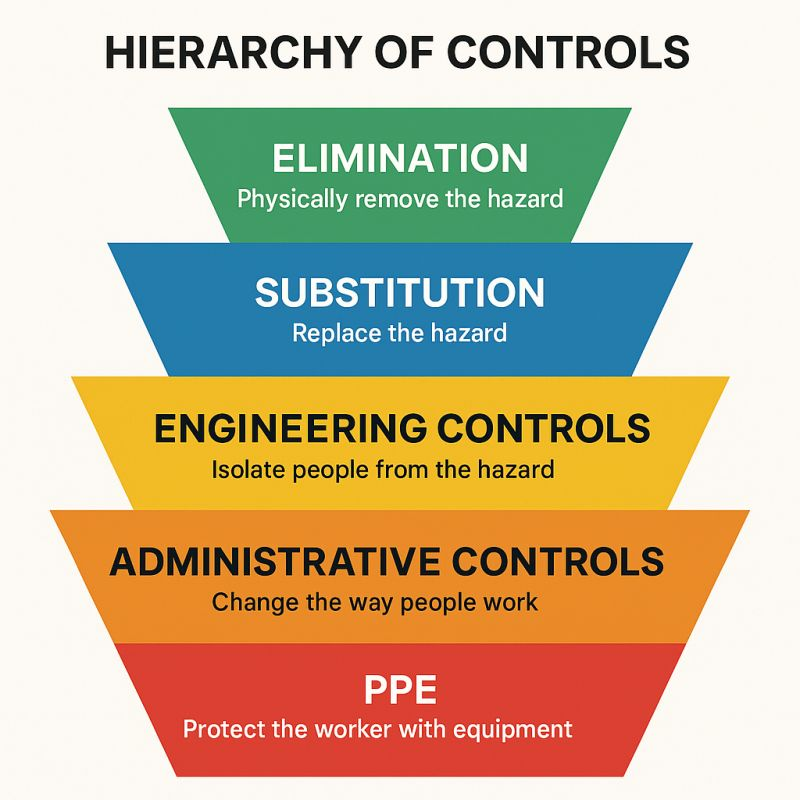 HIERARCHY OF CONTROLS
ELIMINATION
Physically remove the hazard
SUBSTITUTION
Replace the hazard
ENGINEERING CONTROLS
Isolate people from the hazard
ADMINISTRATIVE CONTROLS
Change the way people work
PPE
Protect the worker with equipment